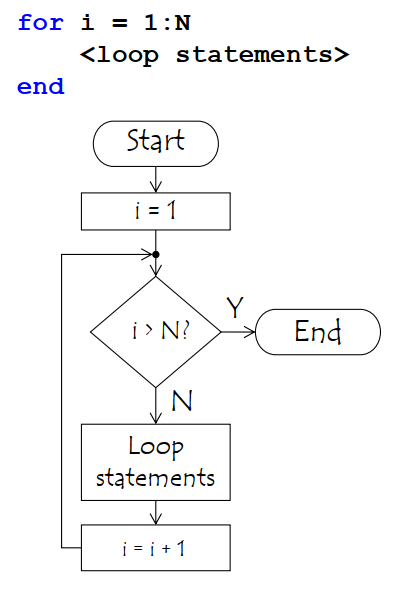 for i = 1:N
<loop statements>
end
Start
i = 1
i > N?
Y
End
N
Loop
statements
i = i + 1